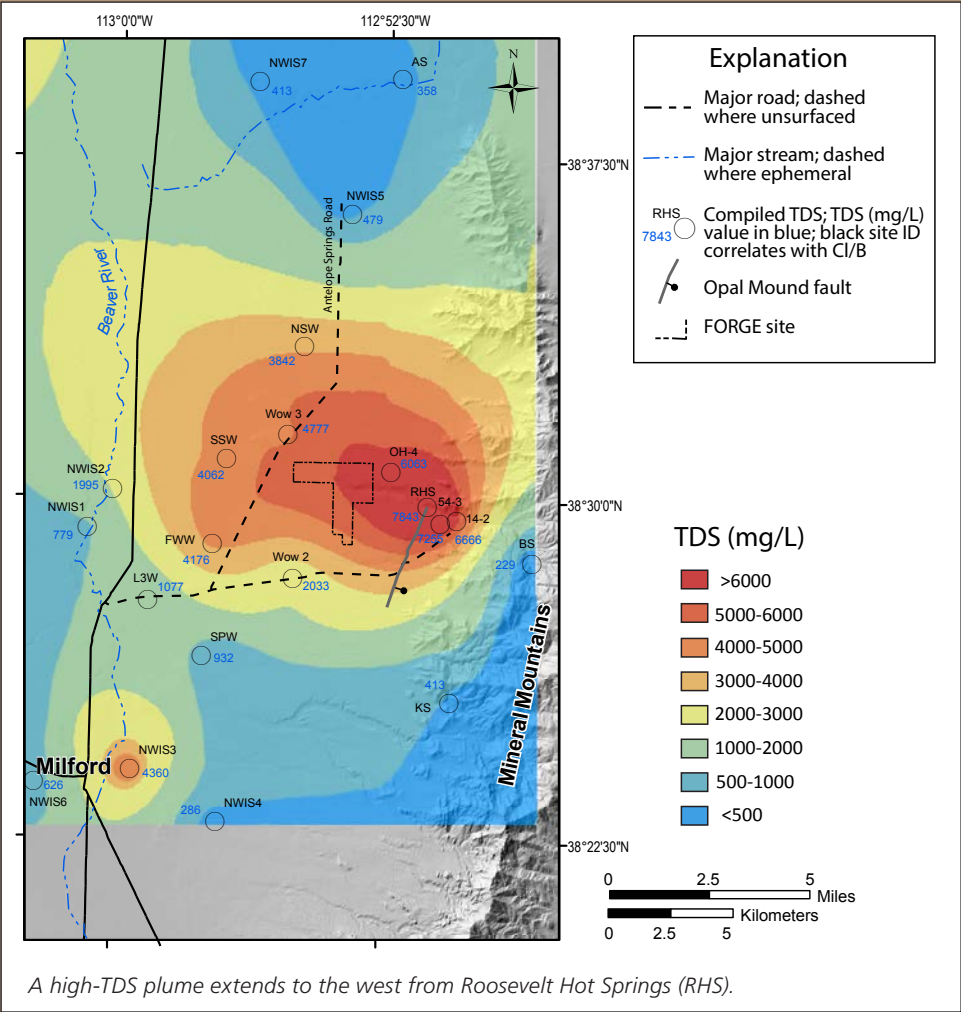 113°0'0"W
112°52'30"W
NWIS7
413
AS
358
N
38°37'30"N
NWIS5
479
Antelope Springs Road
Beaver River
NSW
3842
Wow 3
4777
SSW
4062
OH-4
6063
NWIS2
1995
RHS
7843
54-3
7265
14-2
6666
38°30'0"N
NWIS1
779
FWW
4176
Wow 2
2033
BS
229
L3W
1077
SPW
932
413
KS
Mineral Mountains
NWIS3
4360
Milford
626
NWIS6
286
NWIS4
38°22'30"N
Explanation
Major road; dashed
where unsurfaced
Major stream; dashed
where ephemeral
RHS
7843
Compiled TDS; TDS (mg/L)
value in blue; black site ID
correlates with Cl/B
Opal Mound fault
FORGE site
TDS (mg/L)
>6000
5000-6000
4000-5000
3000-4000
2000-3000
1000-2000
500-1000
<500
0 2.5 5
Miles
Kilometers
0 2.5 5
A high-TDS plume extends to the west from Roosevelt Hot Springs (RHS).